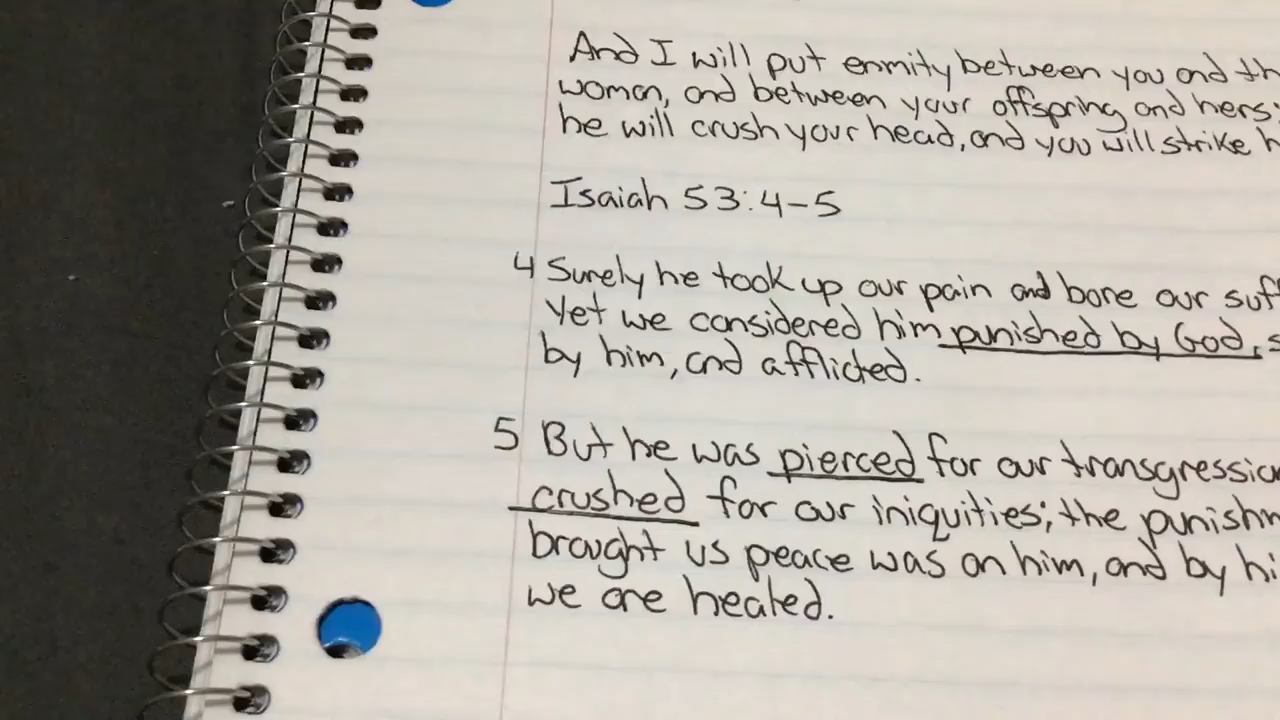 And I will put enmity between you and th
woman, and between your offspring and hers;
he will crush your head, and you will strike h
Isaiah 53:4-5
4 Surely he took up our pain and bore our suff
Yet we considered him punished by God, s
by him, and afflicted.
5 But he was pierced for our transgression
crushed for our iniquities; the punishm
brought us peace was on him, and by hi
we are healed.